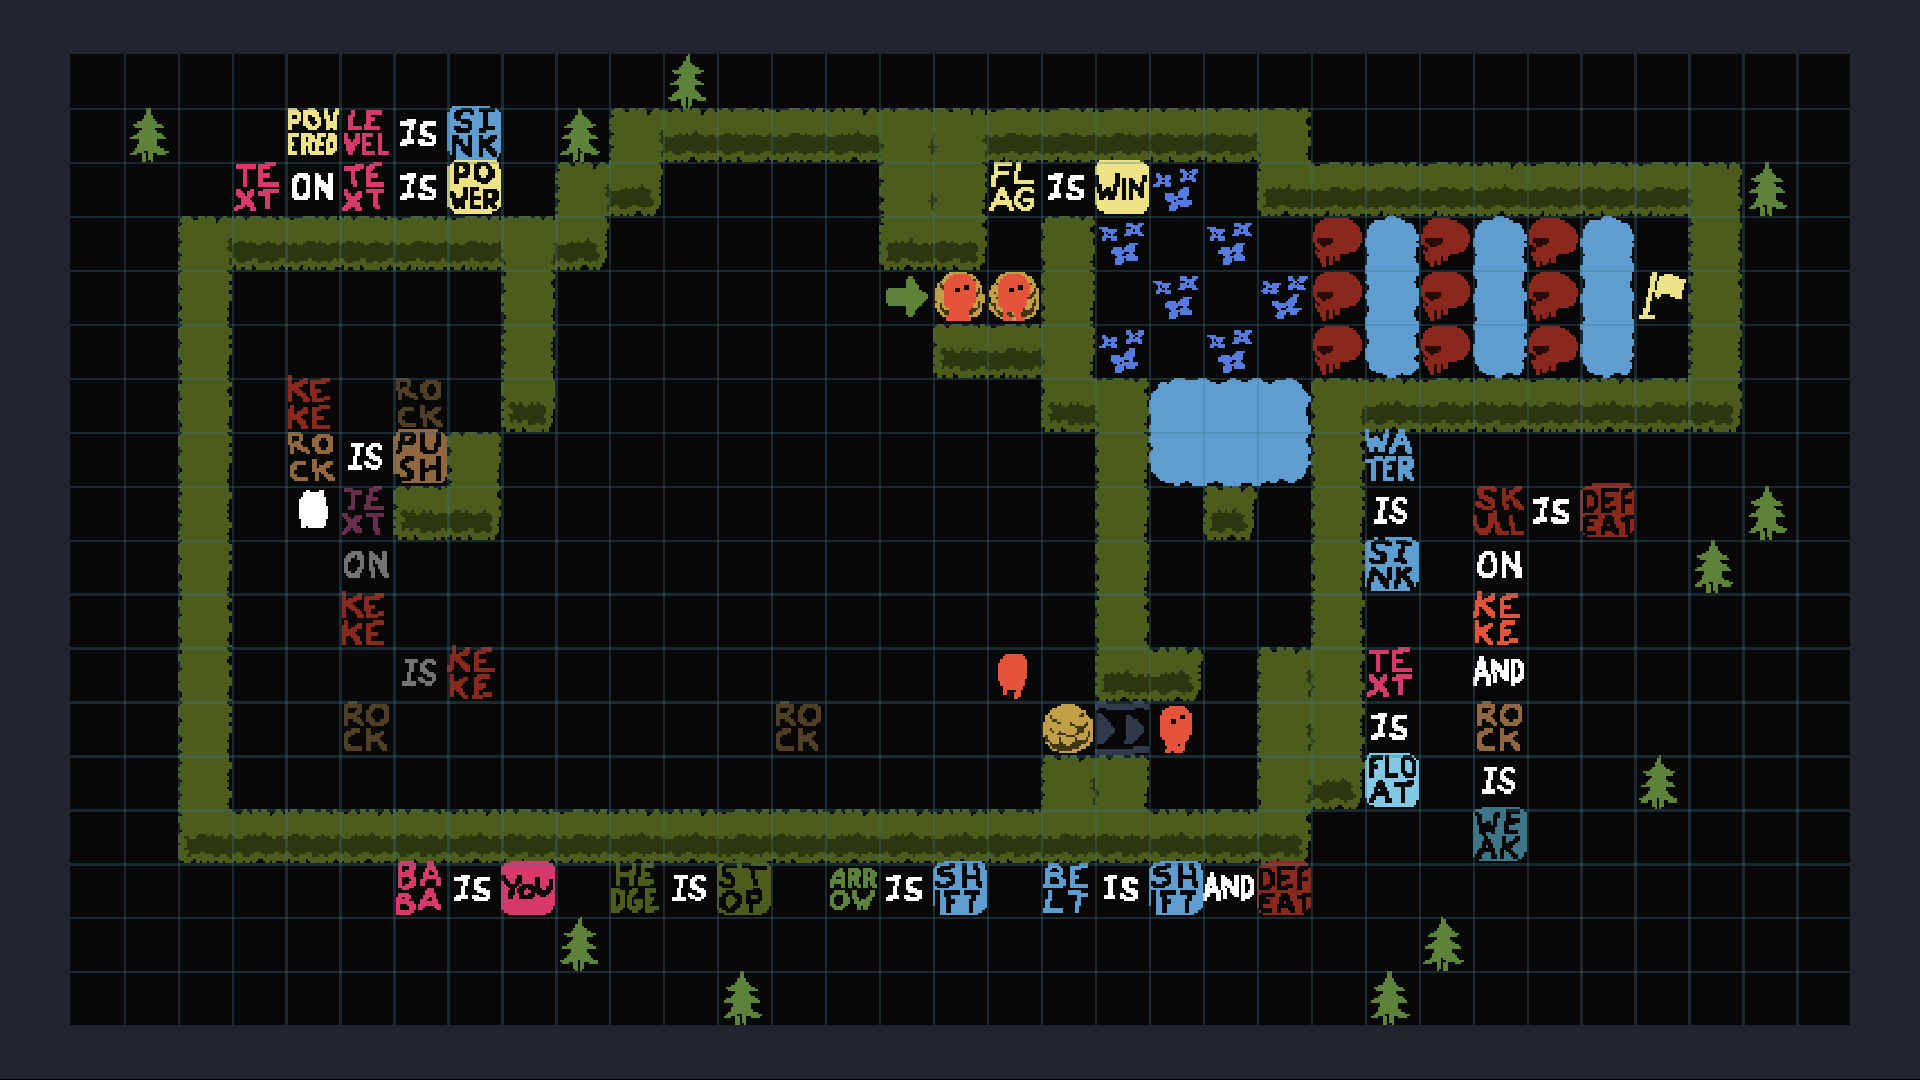 POWERED LEVEL IS SINK
TEXT ON TEXT IS POWER
FLAG IS WIN
KEKE ROCK
ROCK IS PUSH
WATER
TEXT
IS
SKULL IS DEFEAT
ON
SINK
ON
KEKE
KEKE
IS KEKE
TEXT
AND
ROCK
ROCK
IS
ROCK
FLOAT
IS
WEAK
BABA IS YOU
HEDGE IS STOP
ARROW IS SHIFT
BELT IS SHIFT AND DEFEAT